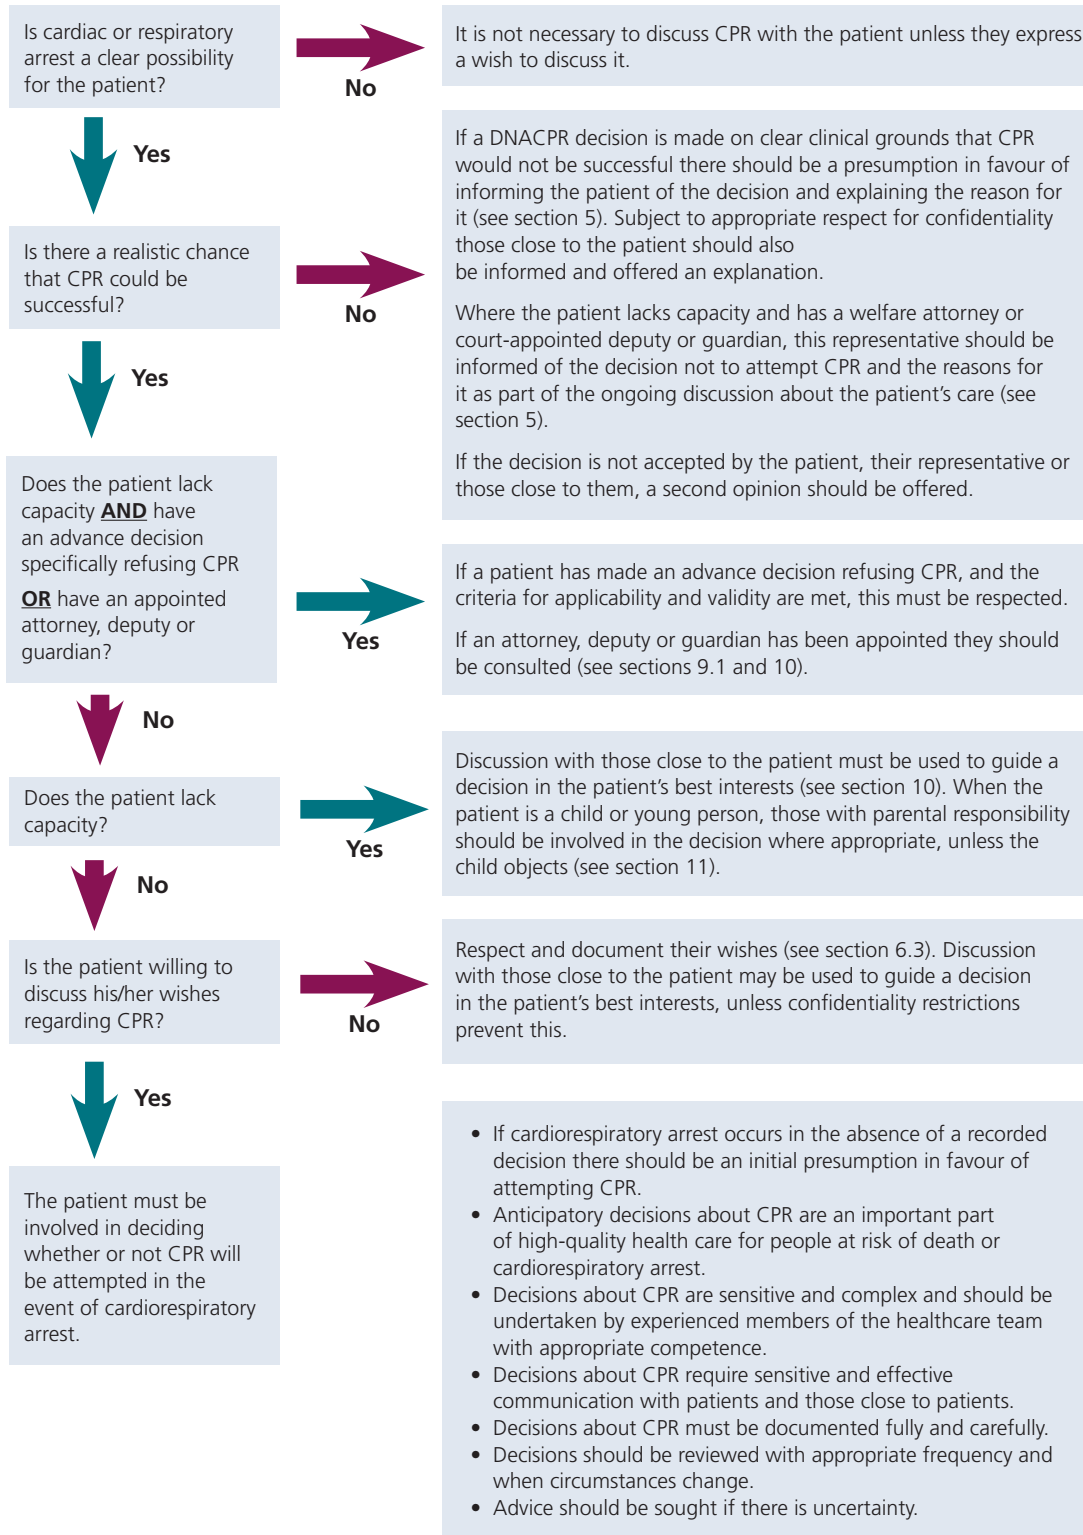 Is cardiac or respiratory
arrest a clear possibility
for the patient?
No
It is not necessary to discuss CPR with the patient unless they express
a wish to discuss it.
Yes
Is there a realistic chance
that CPR could be
successful?
No
If a DNACPR decision is made on clear clinical grounds that CPR
would not be successful there should be a presumption in favour of
informing the patient of the decision and explaining the reason for
it (see section 5). Subject to appropriate respect for confidentiality
those close to the patient should also
be informed and offered an explanation.
Where the patient lacks capacity and has a welfare attorney or
court-appointed deputy or guardian, this representative should be
informed of the decision not to attempt CPR and the reasons for
it as part of the ongoing discussion about the patient’s care (see
section 5).
If the decision is not accepted by the patient, their representative or
those close to them, a second opinion should be offered.
Yes
Does the patient lack
capacity AND have
an advance decision
specifically refusing CPR
OR have an appointed
attorney, deputy or
guardian?
Yes
If a patient has made an advance decision refusing CPR, and the
criteria for applicability and validity are met, this must be respected.
If an attorney, deputy or guardian has been appointed they should
be consulted (see sections 9.1 and 10).
No
Does the patient lack
capacity?
Yes
Discussion with those close to the patient must be used to guide a
decision in the patient’s best interests (see section 10). When the
patient is a child or young person, those with parental responsibility
should be involved in the decision where appropriate, unless the
child objects (see section 11).
No
Is the patient willing to
discuss his/her wishes
regarding CPR?
No
Respect and document their wishes (see section 6.3). Discussion
with those close to the patient may be used to guide a decision
in the patient’s best interests, unless confidentiality restrictions
prevent this.
Yes
The patient must be
involved in deciding
whether or not CPR will
be attempted in the
event of cardiorespiratory
arrest.
• If cardiorespiratory arrest occurs in the absence of a recorded
decision there should be an initial presumption in favour of
attempting CPR.
• Anticipatory decisions about CPR are an important part
of high-quality health care for people at risk of death or
cardiorespiratory arrest.
• Decisions about CPR are sensitive and complex and should be
undertaken by experienced members of the healthcare team
with appropriate competence.
• Decisions about CPR require sensitive and effective
communication with patients and those close to patients.
• Decisions about CPR must be documented fully and carefully.
• Decisions should be reviewed with appropriate frequency and
when circumstances change.
• Advice should be sought if there is uncertainty.